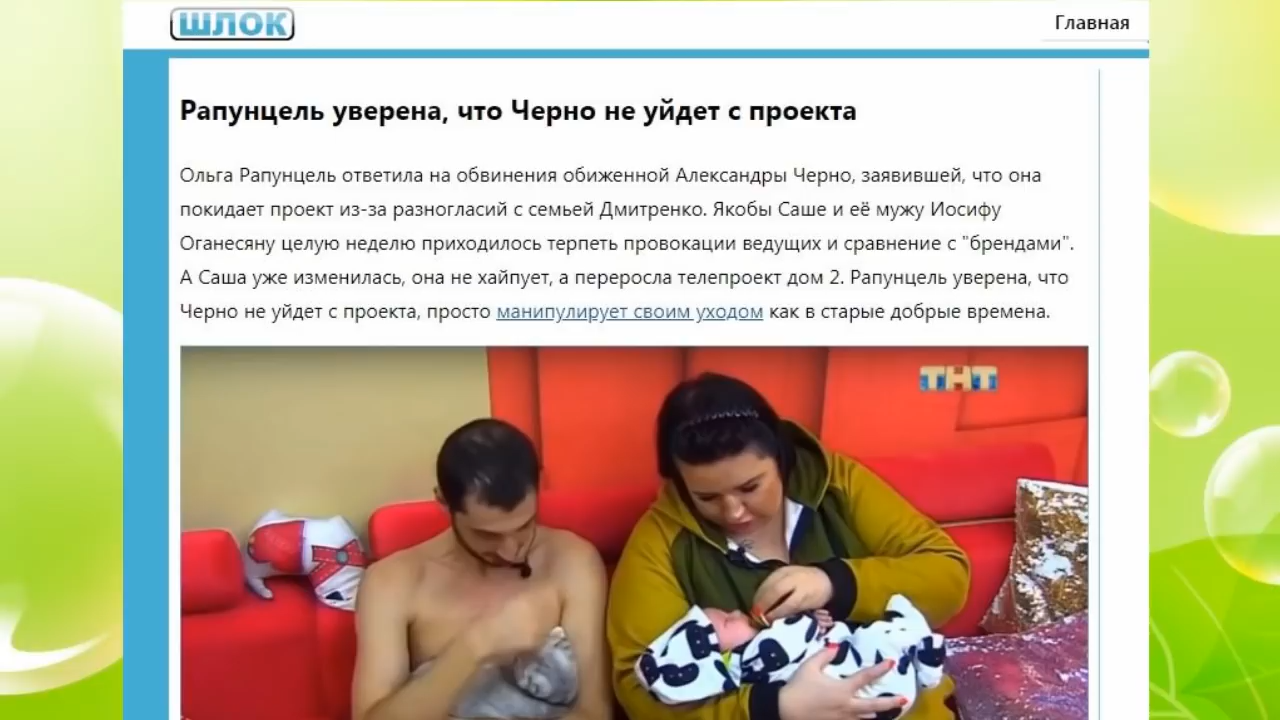 ШЛОК
Главная
Рапунцель уверена, что Черно не уйдет с проекта
Ольга Рапунцель ответила на обвинения обиженной Александры Черно, заявившей, что она
покидает проект из-за разногласий с семьей Дмитренко. Якобы Саше и её мужу Иосифу
Оганесяну целую неделю приходилось терпеть провокации ведущих и сравнение с "брендами".
А Саша уже изменилась, она не хайпует, а переросла телепроект дом 2. Рапунцель уверена, что
Черно не уйдет с проекта, просто манипулирует своим уходом как в старые добрые времена.
ТНТ